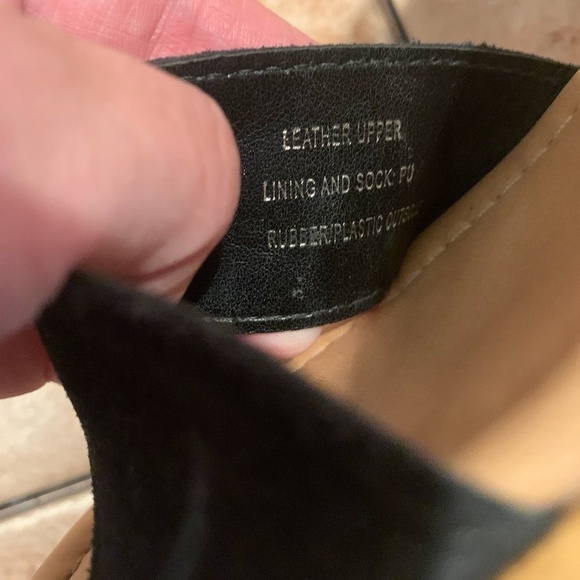 LEATHER UPPER
LINING AND SOCK: PU
RUBBER/PLASTIC OUTSOLE